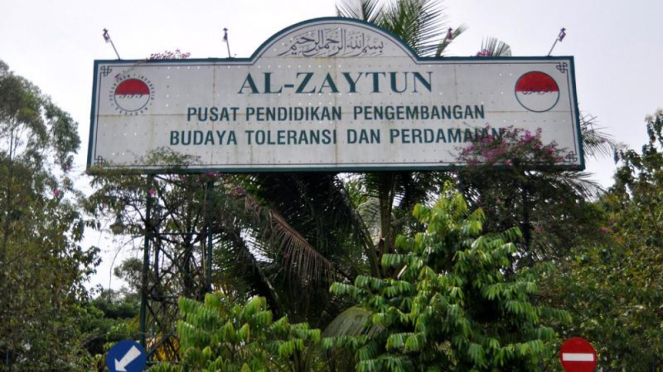 بسم الله الرحمن الرحيم
AL-ZAYTUN
PUSAT PENDIDIKAN PENGEMBANGAN
BUDAYA TOLERANSI DAN PERDAMAIAN